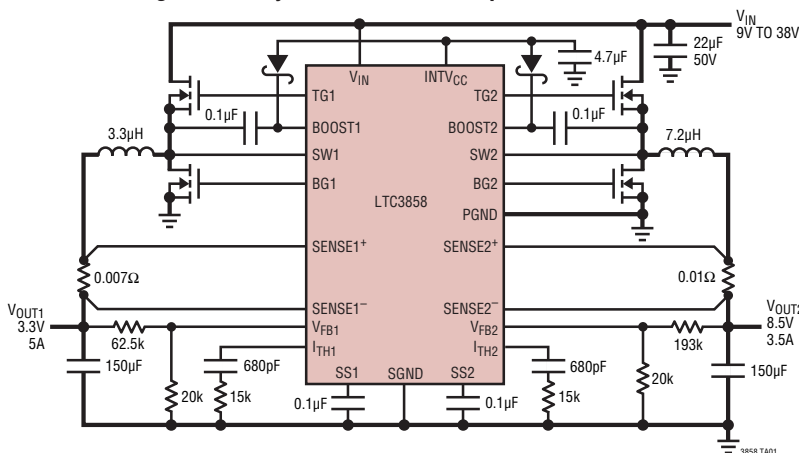 VIN
9V TO 38V
22µF
50V
4.7µF
VIN
INTVCC
TG1
TG2
0.1µF
BOOST1
BOOST2
0.1µF
3.3µH
7.2µH
SW1
SW2
BG1
BG2
LTC3858
PGND
SENSE1+
SENSE2+
0.007Ω
0.01Ω
SENSE1–
SENSE2–
VOUT1
3.3V
5A
VOUT2
8.5V
3.5A
62.5k
VFB1
VFB2
193k
ITH1
ITH2
150µF
680pF
680pF
150µF
20k
15k
SS1
SGND
SS2
15k
20k
0.1µF
0.1µF
3858 TA01